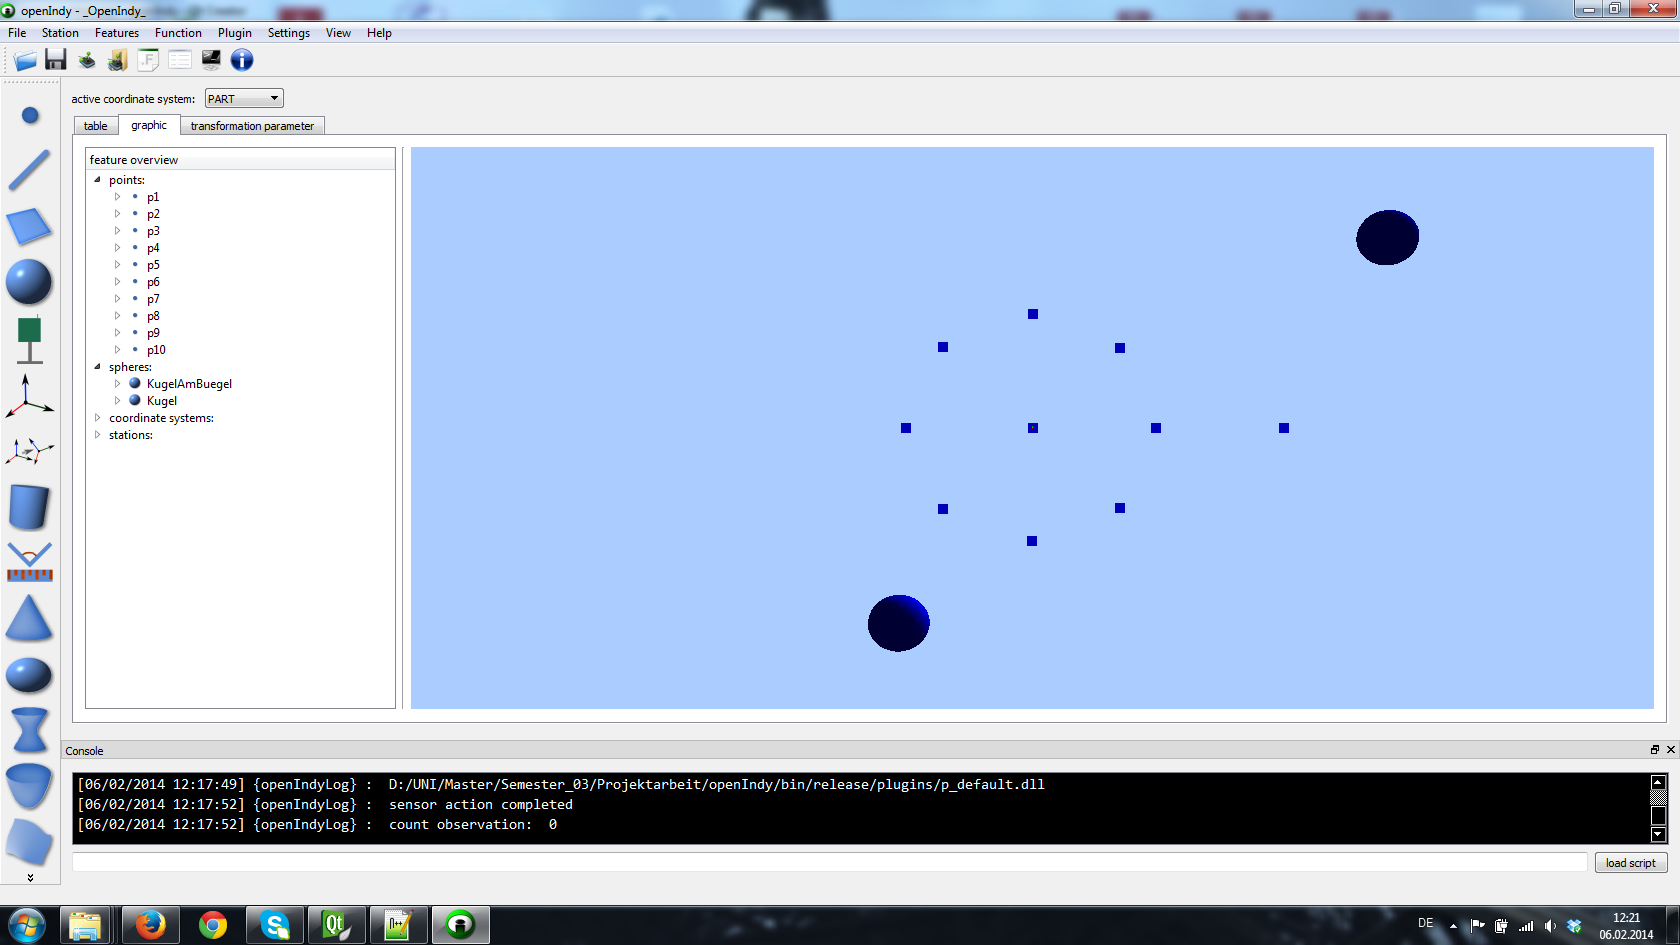 openIndy - _OpenIndy_
File Station Features Function Plugin Settings View Help
active coordinate system: PART
table graphic transformation parameter
feature overview
points:
p1
p2
p3
p4
p5
p6
p7
p8
p9
p10
spheres:
KugelAmBuegel
Kugel
coordinate systems:
stations:
Console
[06/02/2014 12:17:49] {openIndyLog} : D:/UNI/Master/Semester_03/Projektarbeit/openIndy/bin/release/plugins/p_default.dll
[06/02/2014 12:17:52] {openIndyLog} : sensor action completed
[06/02/2014 12:17:52] {openIndyLog} : count observation: 0
load script
DE
12:21
06.02.2014